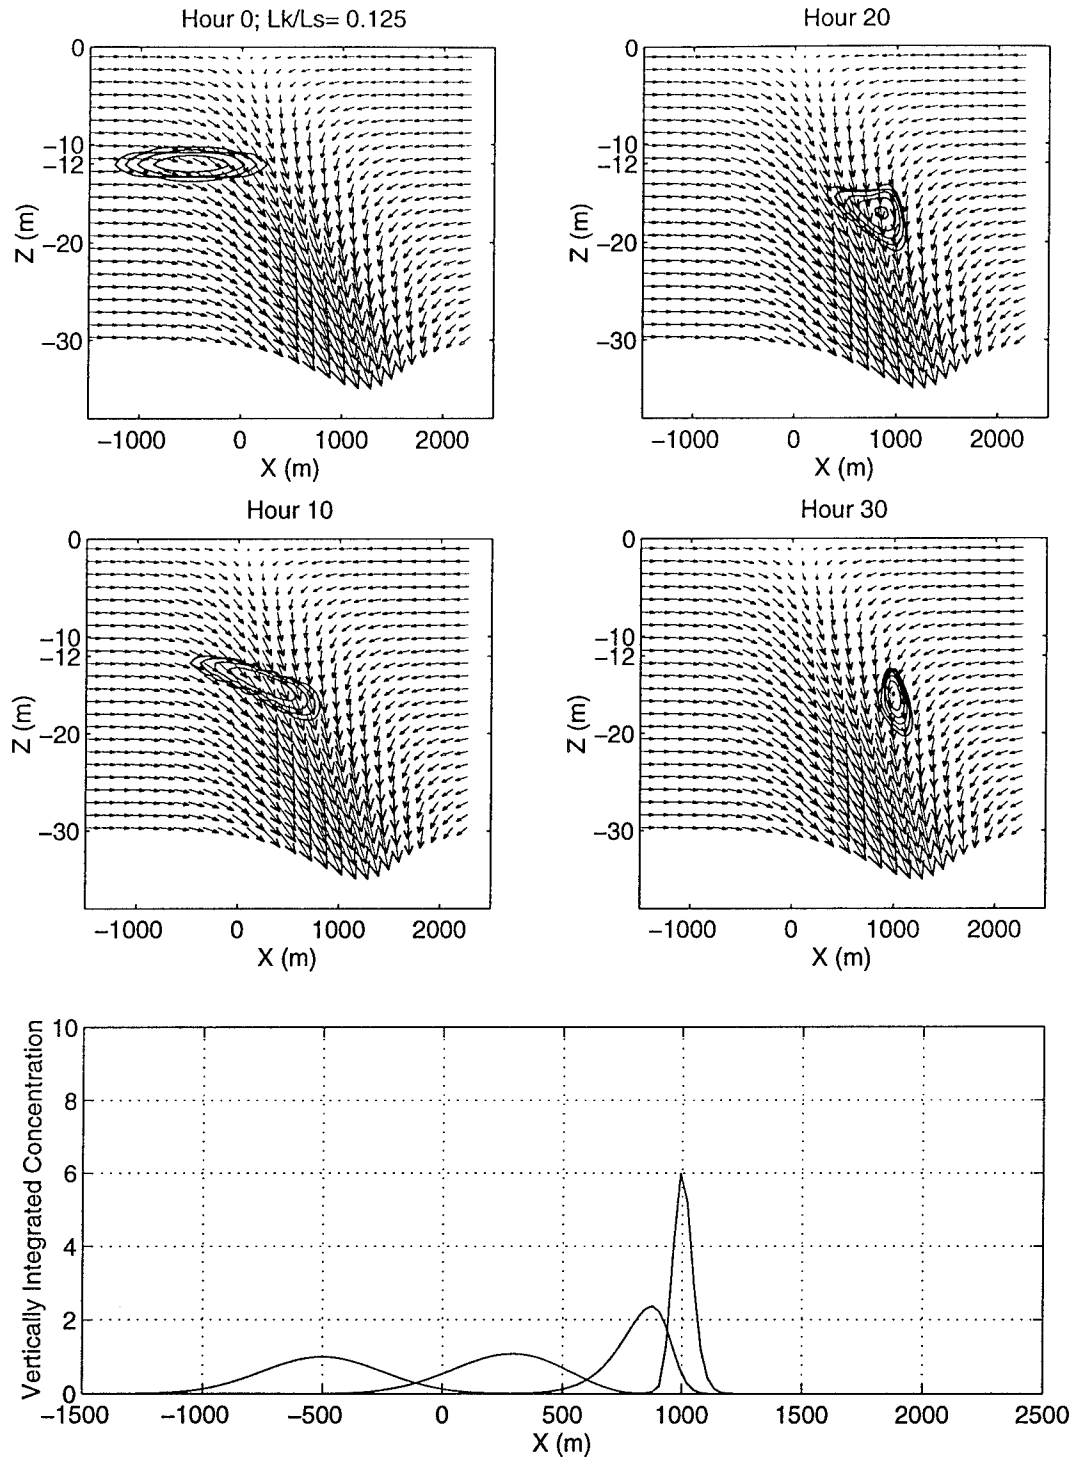 Hour 0; Lk/Ls= 0.125
0
−10
−12
−20
−30
Z (m)
−1000 0 1000 2000
X (m)
Hour 20
0
−10
−12
−20
−30
Z (m)
−1000 0 1000 2000
X (m)
Hour 10
0
−10
−12
−20
−30
Z (m)
−1000 0 1000 2000
X (m)
Hour 30
0
−10
−12
−20
−30
Z (m)
−1000 0 1000 2000
X (m)
Vertically Integrated Concentration
10
8
6
4
2
0
−1500 −1000 −500 0 500 1000 1500 2000 2500
X (m)